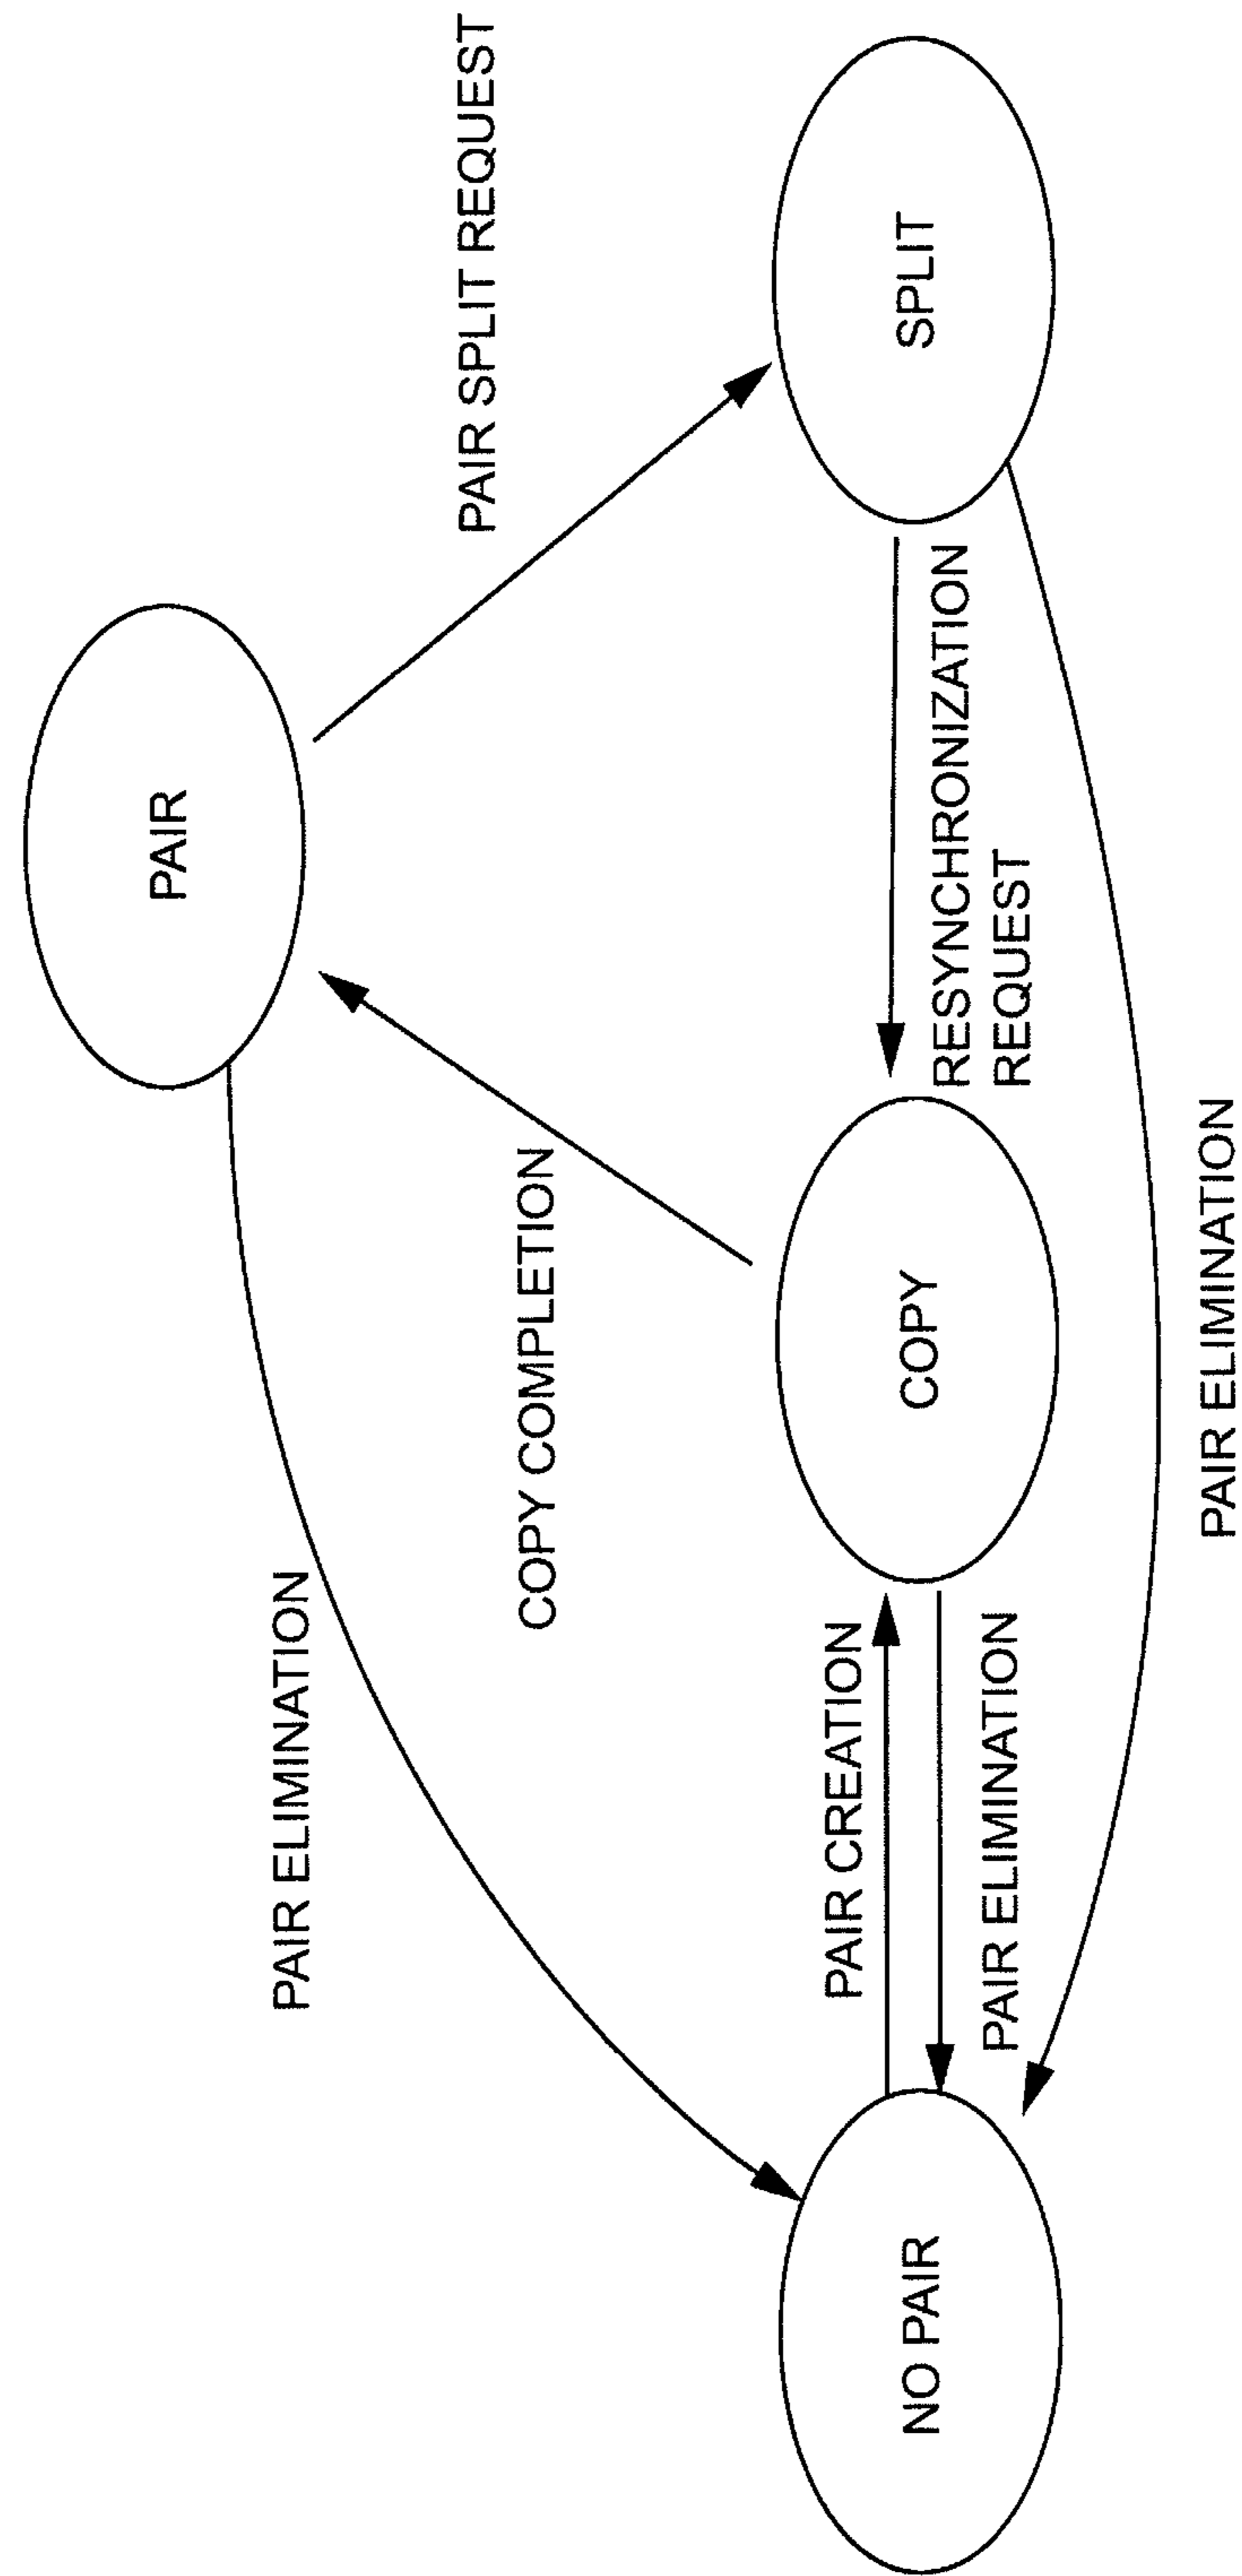 PAIR
PAIR SPLIT REQUEST
PAIR ELIMINATION
COPY COMPLETION
NO PAIR
PAIR CREATION
PAIR ELIMINATION
COPY
RESYNCHRONIZATION
REQUEST
SPLIT
PAIR ELIMINATION